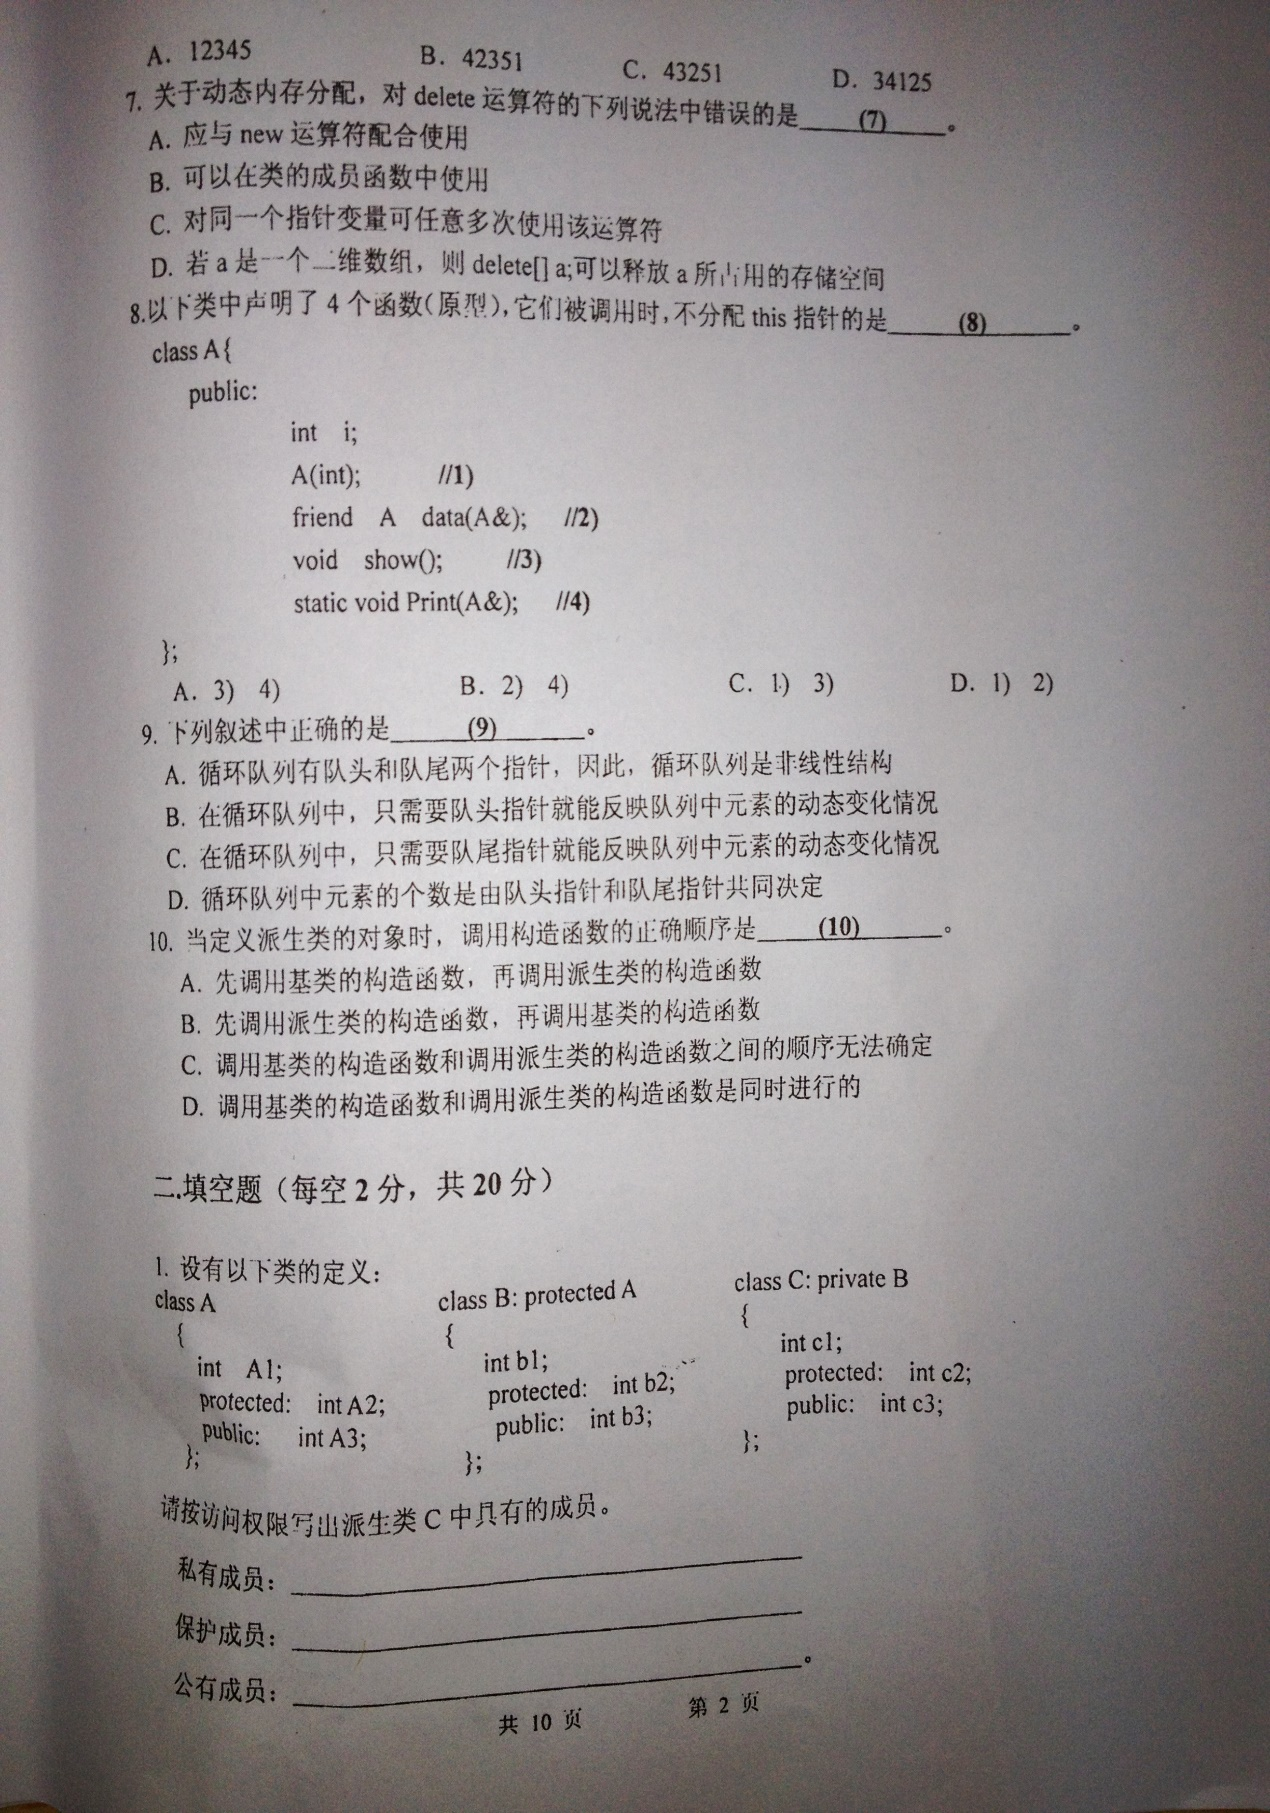 A. 12345 B. 42351 C. 43251 D. 34125
7. 关于动态内存分配，对 delete 运算符的下列说法中错误的是 (7) 。
A. 应与 new 运算符配合使用
B. 可以在类的成员函数中使用
C. 对同一个指针变量可任意多次使用该运算符
D. 若 a 是一个二维数组，则 delete[] a;可以释放 a 所占用的存储空间
8.以下类中声明了 4 个函数(原型),它们被调用时,不分配 this 指针的是 (8) 。
class A{
public:
int i;
A(int); //1)
friend A data(A&); //2)
void show(); //3)
static void Print(A&); //4)
};
A. 3) 4) B. 2) 4) C. 1) 3) D. 1) 2)
9. 下列叙述中正确的是 (9) 。
A. 循环队列有队头和队尾两个指针，因此，循环队列是非线性结构
B. 在循环队列中，只需要队头指针就能反映队列中元素的动态变化情况
C. 在循环队列中，只需要队尾指针就能反映队列中元素的动态变化情况
D. 循环队列中元素的个数是由队头指针和队尾指针共同决定
10. 当定义派生类的对象时，调用构造函数的正确顺序是 (10) 。
A. 先调用基类的构造函数，再调用派生类的构造函数
B. 先调用派生类的构造函数，再调用基类的构造函数
C. 调用基类的构造函数和调用派生类的构造函数之间的顺序无法确定
D. 调用基类的构造函数和调用派生类的构造函数是同时进行的
二.填空题（每空 2 分，共 20 分）
1. 设有以下类的定义：
class A class B: protected A class C: private B
{ { {
int A1; int b1; int c1;
protected: int A2; protected: int b2; protected: int c2;
public: int A3; public: int b3; public: int c3;
}; }; };
请按访问权限写出派生类 C 中具有的成员。
私有成员：
保护成员：
公有成员： 。
共 10 页 第 2 页